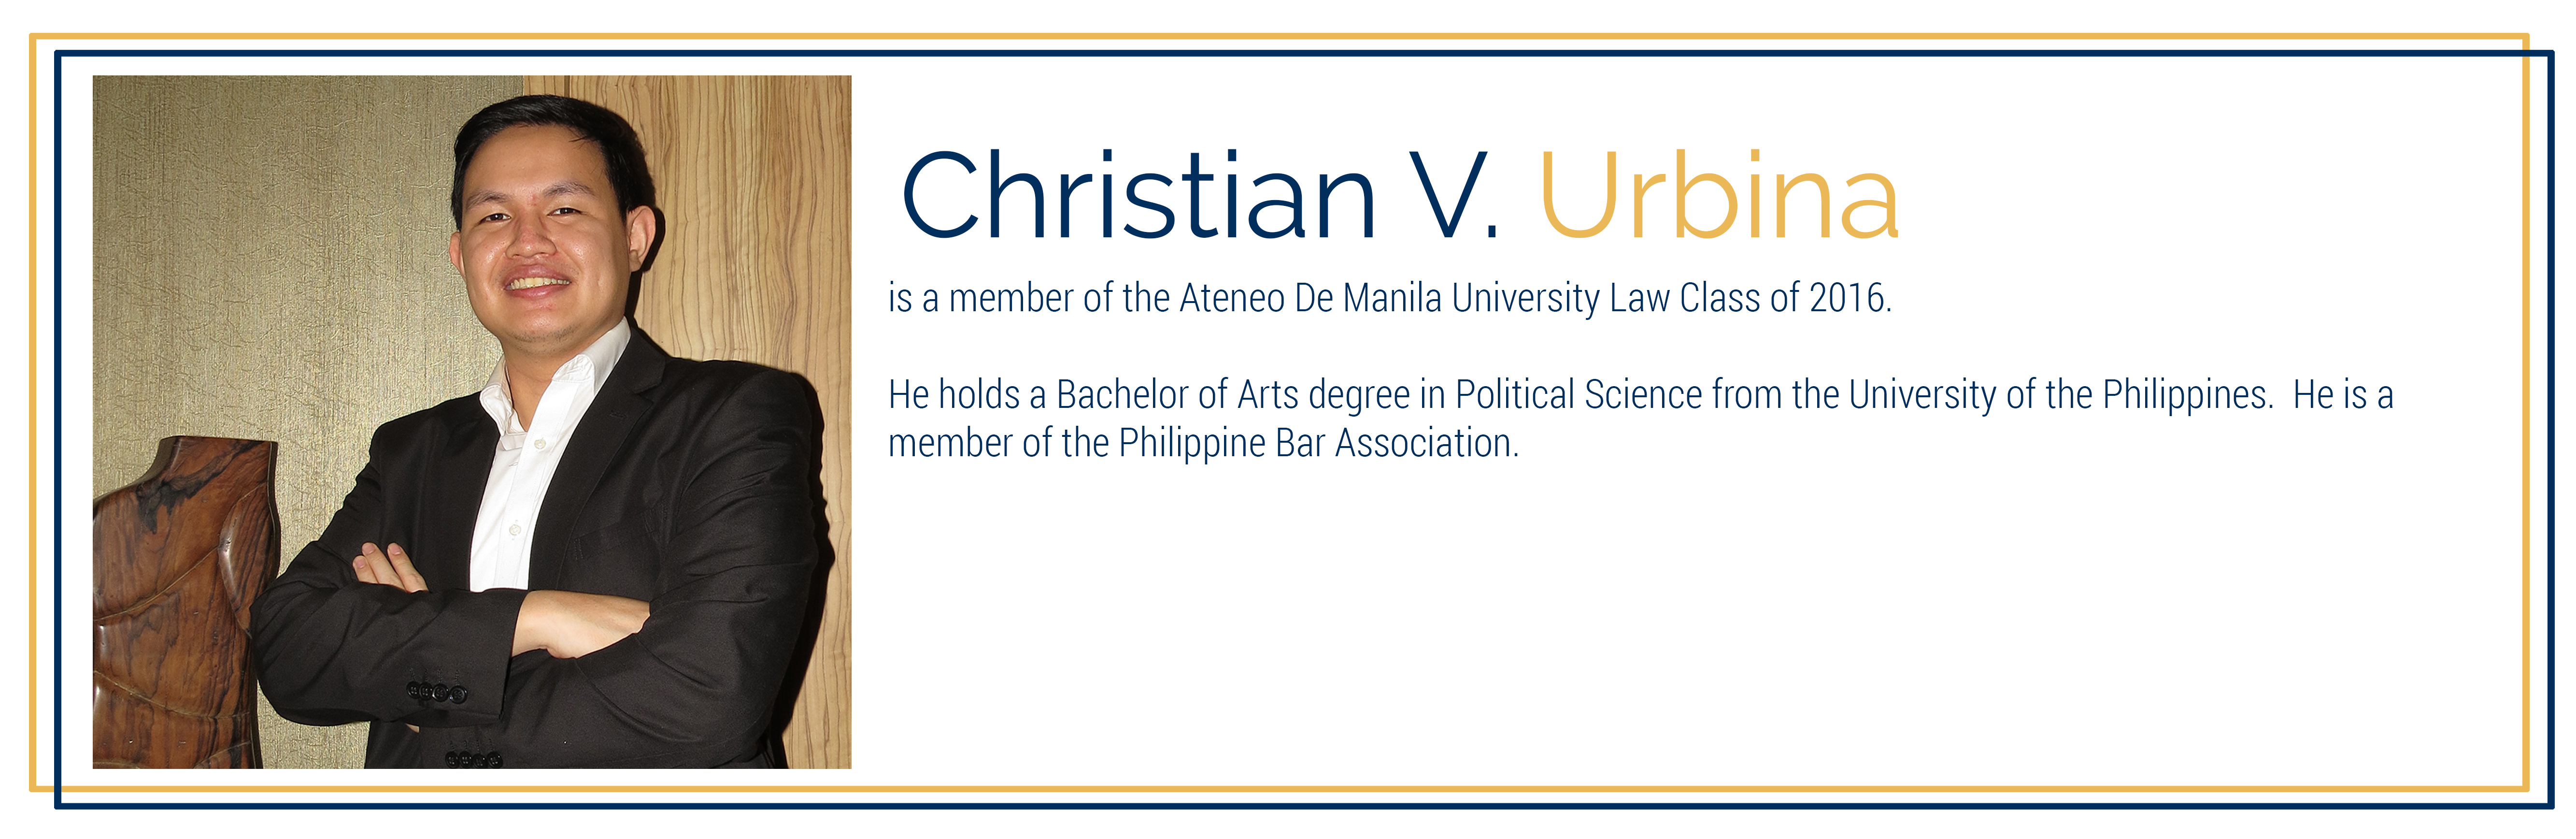 Christian V. Urbina
is a member of the Ateneo De Manila University Law Class of 2016.
He holds a Bachelor of Arts degree in Political Science from the University of the Philippines.  He is a
member of the Philippine Bar Association.